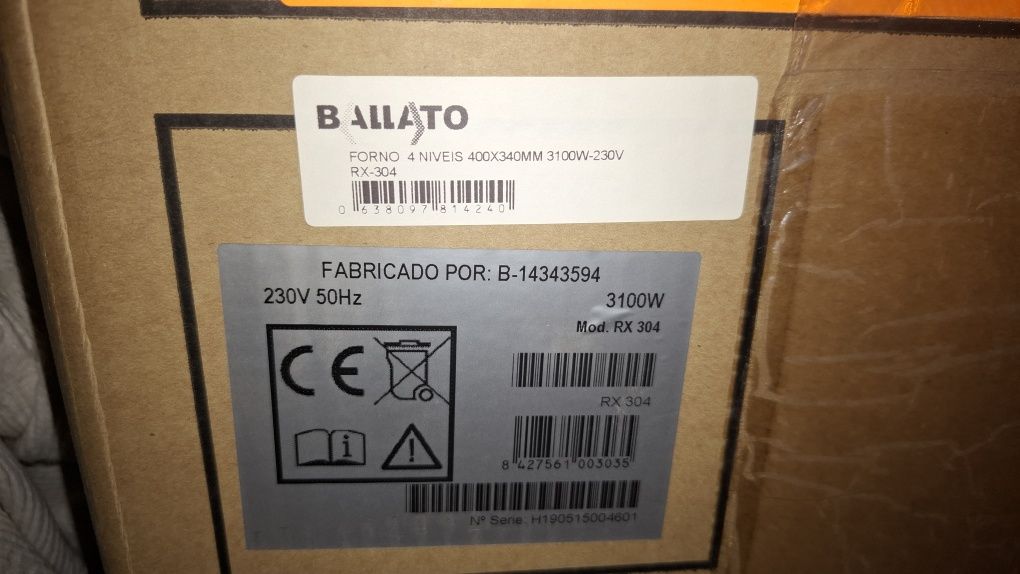 BALLATO
FORNO 4 NIVEIS 400X340MM 3100W-230V
RX-304
0 638097 814240
FABRICADO POR: B-14343594
230V 50Hz
3100W
Mod. RX 304
CE
RX 304
i
!
8 427561 003035
Nº Serie: H190515004601